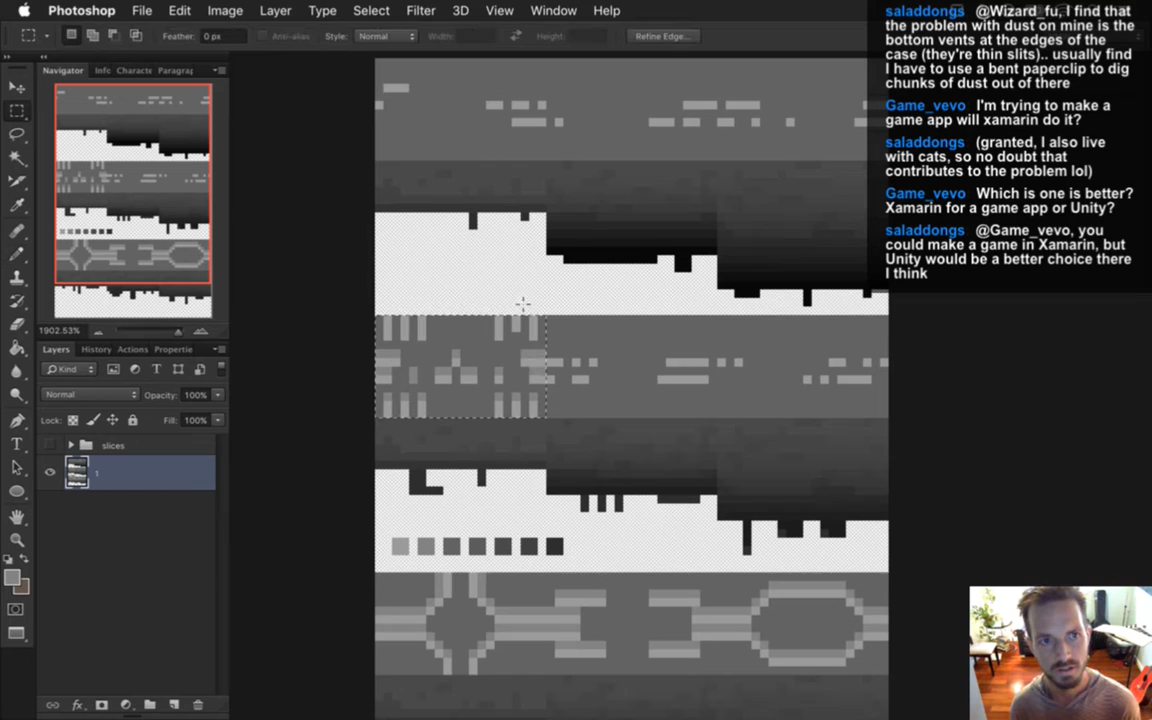 Photoshop File Edit Image Layer Type Select Filter 3D View Window Help
Feather: 0 px Anti-alias Style: Normal Width: Height: Refine Edge...
Navigator Info Characte Paragra
1902.53%
Layers History Actions Propertie
Kind
Normal Opacity: 100%
Lock: Fill: 100%
slices
1
fx
saladdongs @Wizard_fu, I find that
the problem with dust on mine is the
bottom vents at the edges of the
case (they're thin slits).. usually find
I have to use a bent paperclip to dig
chunks of dust out of there
Game_vevo I'm trying to make a
game app will xamarin do it?
saladdongs (granted, I also live
with cats, so no doubt that
contributes to the problem lol)
Game_vevo Which is one is better?
Xamarin for a game app or Unity?
saladdongs @Game_vevo, you
could make a game in Xamarin, but
Unity would be a better choice there
I think